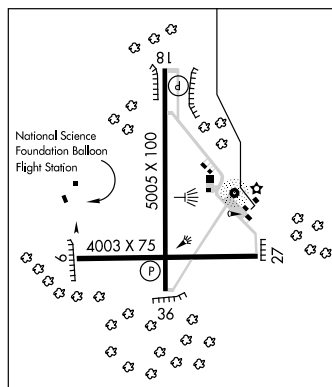 18
P
National Science
Foundation Balloon
Flight Station
5005 X 100
4003 X 75
9
P
27
36